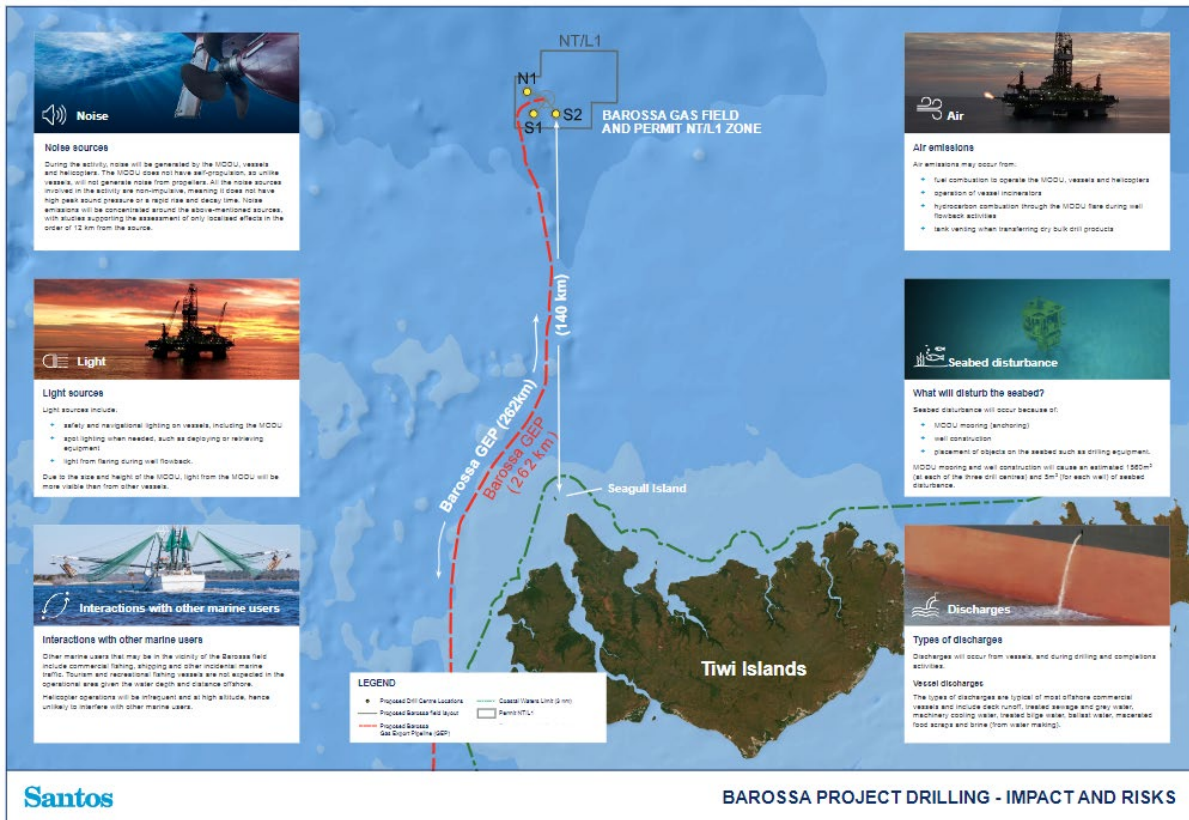 Noise
Noise sources
During the activity, noise will be generated by the MODU, vessels
and helicopters. The MODU does not have self-propulsion, so unlike
vessels, will not generate noise from propellers. All the noise sources
involved in the activity are non-impulsive, meaning it does not have
high peak sound pressure or a rapid rise and decay time. Noise
emissions will be concentrated around the above-mentioned sources,
with studies supporting the assessment of only localised effects in the
order of 12 km from the source.
Light
Light sources
Light sources include:
safety and navigational lighting on vessels, including the MODU
spot lighting when needed, such as deploying or retrieving
equipment
light from flaring during well flowback.
Due to the size and height of the MODU, light from the MODU will be
more visible than from other vessels.
Interactions with other marine users
Interactions with other marine users
Other marine users that may be in the vicinity of the Barossa field
include commercial fishing, shipping and other incidental marine
traffic. Tourism and recreational fishing vessels are not expected in the
operational area given the water depth and distance offshore.
Helicopter operations will be infrequent and at high altitude, hence
unlikely to interfere with other marine users.
NT/L1
N1
S1
S2
BAROSSA GAS FIELD
AND PERMIT NT/L1 ZONE
(140 km)
Barossa GEP (262km)
Barossa GEP
(262 km)
Seagull Island
Tiwi Islands
LEGEND
Proposed Drill Centre Locations
Proposed Barossa field layout
Proposed Barossa
Gas Export Pipeline (GEP)
Coastal Waters Limit (3 nm)
Permit NT/L1
Air
Air emissions
Air emissions may occur from:
fuel combustion to operate the MODU, vessels and helicopters
operation of vessel incinerators
hydrocarbon combustion through the MODU flare during well
flowback activities
tank venting when transferring dry bulk drill products
Seabed disturbance
What will disturb the seabed?
Seabed disturbance will occur because of:
MODU mooring (anchoring)
well construction
placement of objects on the seabed such as drilling equipment.
MODU mooring and well construction will cause an estimated
(at each of the three drill centres) and 5m² (for each well) of seabed
disturbance.
Discharges
Types of discharges
Discharges will occur from vessels, and during drilling and completions
activities.
Vessel discharges
The types of discharges are typical of most offshore commercial
vessels and include deck runoff, treated sewage and grey water,
machinery cooling water, treated bilge water, ballast water, macerated
food scraps and brine (from water making).
Santos
BAROSSA PROJECT DRILLING - IMPACT AND RISKS